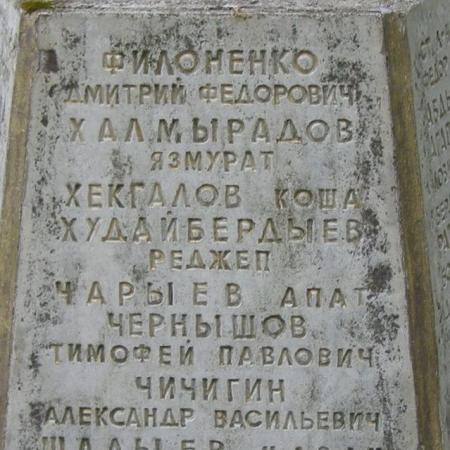 ФИЛОНЕНКО
ДМИТРИЙ ФЕДОРОВИЧ
ХАЛМЫРАДОВ
ЯЗМУРАТ
ХЕКГАЛОВ КОША
ХУДАЙБЕРДЫЕВ
РЕДЖЕП
ЧАРЫЕВ АПАТ
ЧЕРНЫШОВ
ТИМОФЕЙ ПАВЛОВИЧ
ЧИЧИГИН
АЛЕКСАНДР ВАСИЛЬЕВИЧ